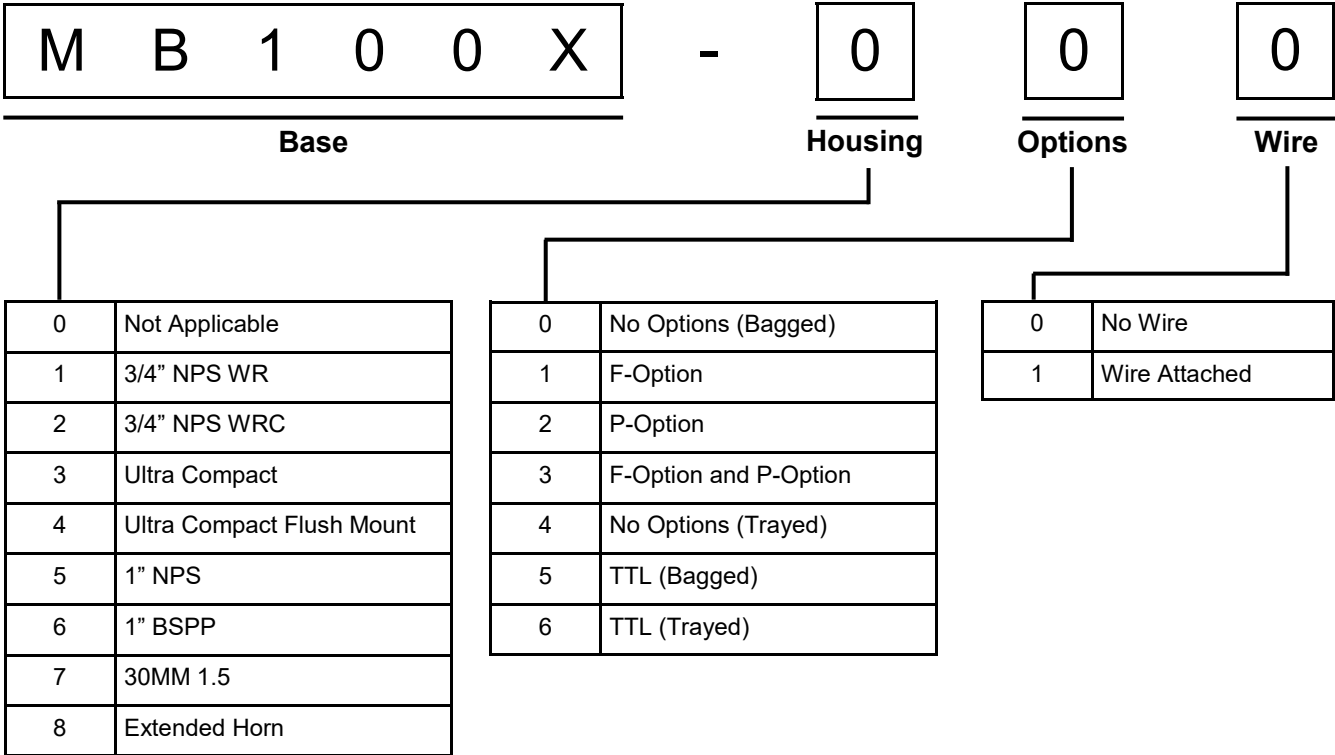 M B 1 0 0 X - 0 0 0
Base Housing Options Wire
0 Not Applicable
1 3/4” NPS WR
2 3/4” NPS WRC
3 Ultra Compact
4 Ultra Compact Flush Mount
5 1” NPS
6 1” BSPP
7 30MM 1.5
8 Extended Horn
0 No Options (Bagged)
1 F-Option
2 P-Option
3 F-Option and P-Option
4 No Options (Trayed)
5 TTL (Bagged)
6 TTL (Trayed)
0 No Wire
1 Wire Attached